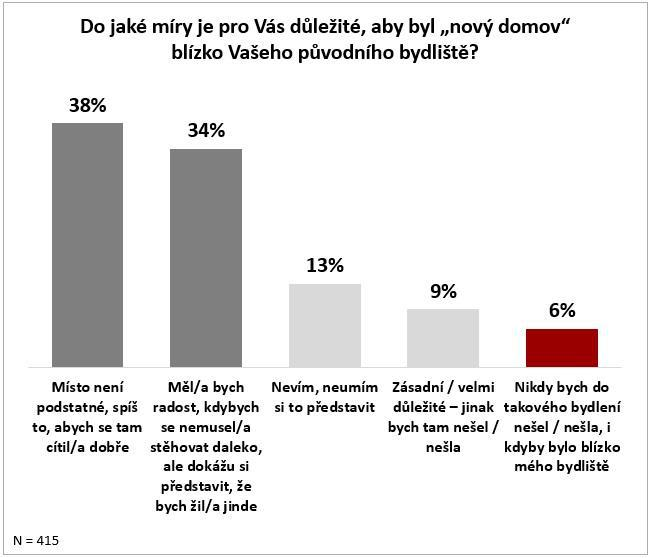 Do jaké míry je pro Vás důležité, aby byl „nový domov“
blízko Vašeho původního bydliště?
38%
34%
13%
9%
6%
Místo není
podstatné, spíš
to, abych se tam
cítil/a dobře
Měl/a bych
radost, kdybych
se nemusel/a
stěhovat daleko,
ale dokážu si
představit, že
bych žil/a jinde
Nevím, neumím
si to představit
Zásadní / velmi
důležité – jinak
bych tam nešel /
nešla
Nikdy bych do
takového bydlení
nešel / nešla, i
kdyby bylo blízko
mého bydliště
N = 415